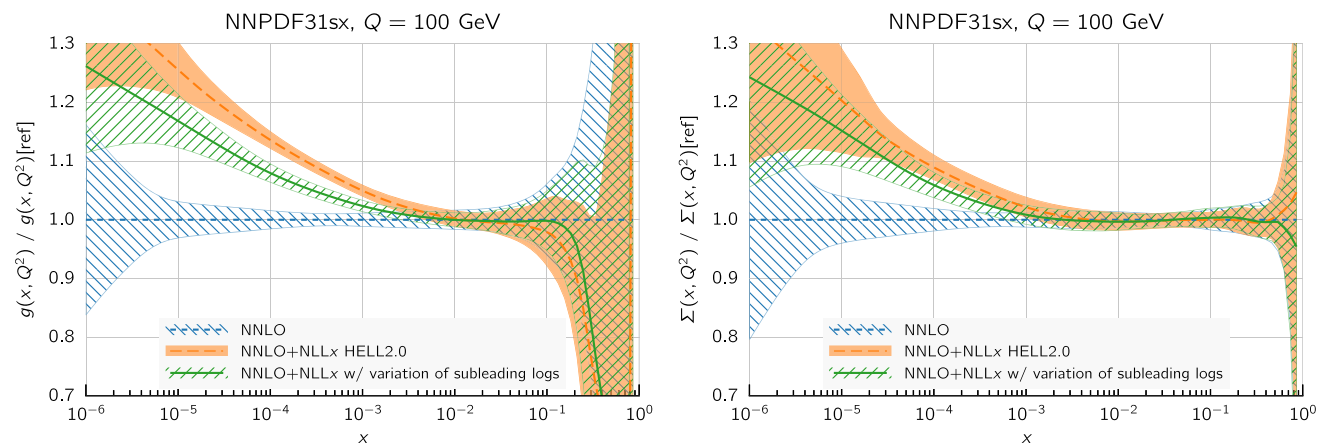 NNPDF31sx, Q = 100 GeV
1.3
1.2
1.1
1.0
0.9
0.8
0.7
g(x, Q²) / g(x, Q²)[ref]
NNLO
NNLO+NLLx HELL2.0
NNLO+NLLx w/ variation of subleading logs
10⁻⁶ 10⁻⁵ 10⁻⁴ 10⁻³ 10⁻² 10⁻¹ 10⁰
x
NNPDF31sx, Q = 100 GeV
1.3
1.2
1.1
1.0
0.9
0.8
0.7
Σ(x, Q²) / Σ(x, Q²)[ref]
NNLO
NNLO+NLLx HELL2.0
NNLO+NLLx w/ variation of subleading logs
10⁻⁶ 10⁻⁵ 10⁻⁴ 10⁻³ 10⁻² 10⁻¹ 10⁰
x